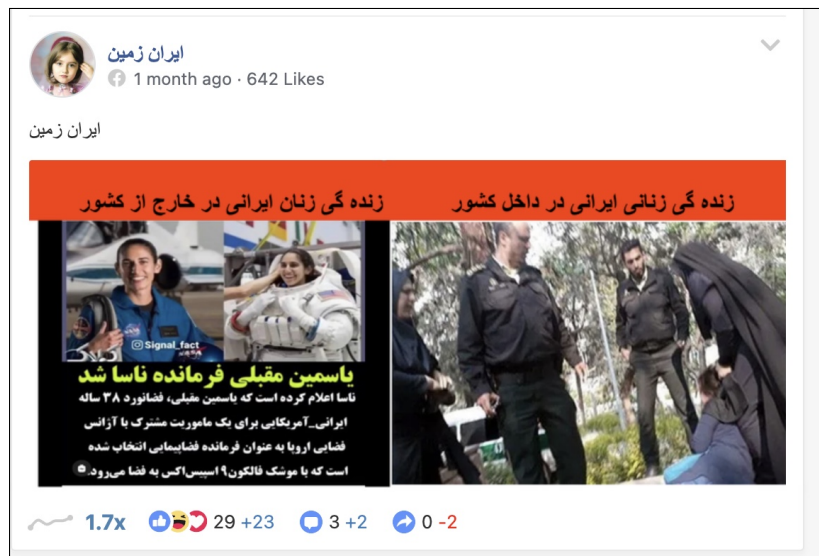 ایران زمین
1 month ago · 642 Likes
ایران زمین
زنده گی زنانی ایرانی در داخل کشور
زنده گی زنان ایرانی در خارج از کشور
Signal_fact
یاسمین مقبلی فرمانده ناسا شد
ناسا اعلام کرده است که یاسمین مقبلی، فضانورد ۳۸ ساله
ایرانی_آمریکایی برای یک ماموریت مشترک با آژانس
فضایی اروپا به عنوان فرمانده فضاپیمایی انتخاب شده
است که با موشک فالکون۹ اسپیس‌اکس به فضا می‌رود.
1.7x 29 +23 3 +2 0 -2